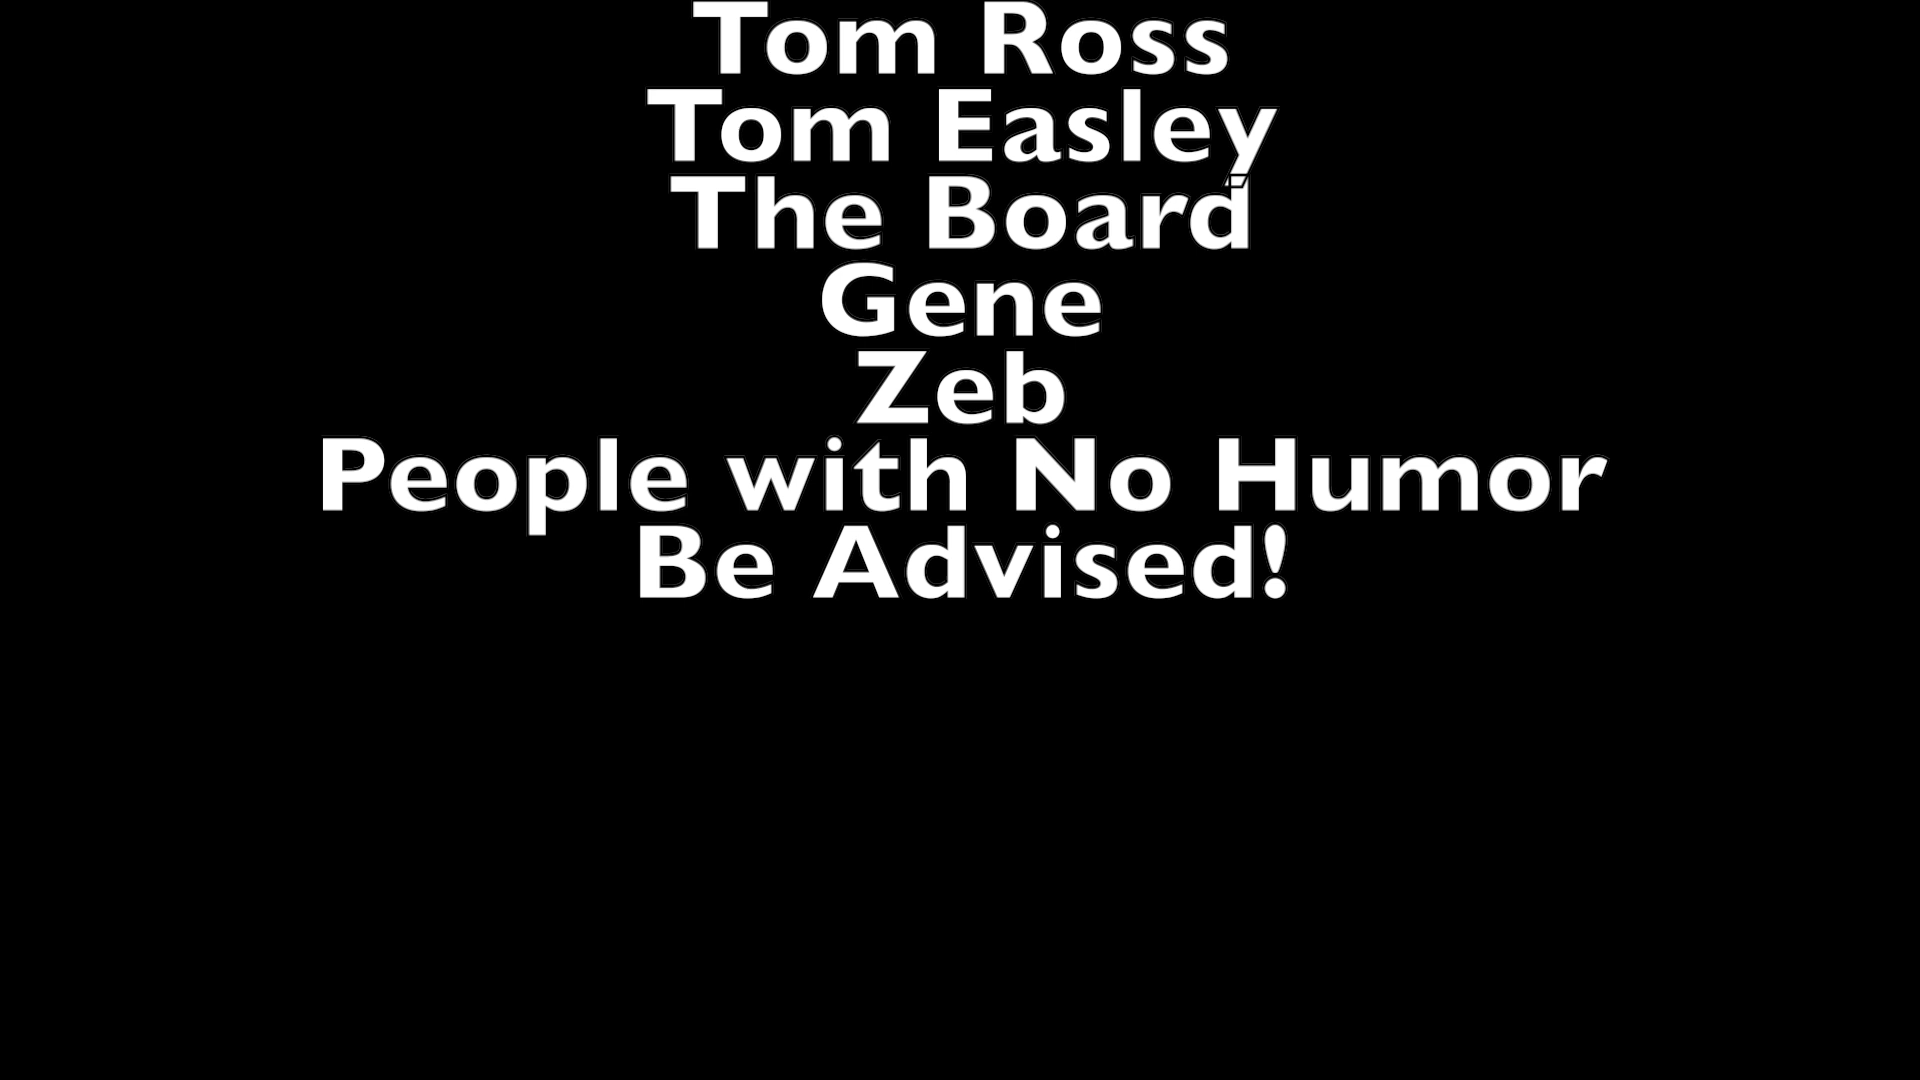 Tom Ross
Tom Easley
The Board
Gene
Zeb
People with No Humor
Be Advised!